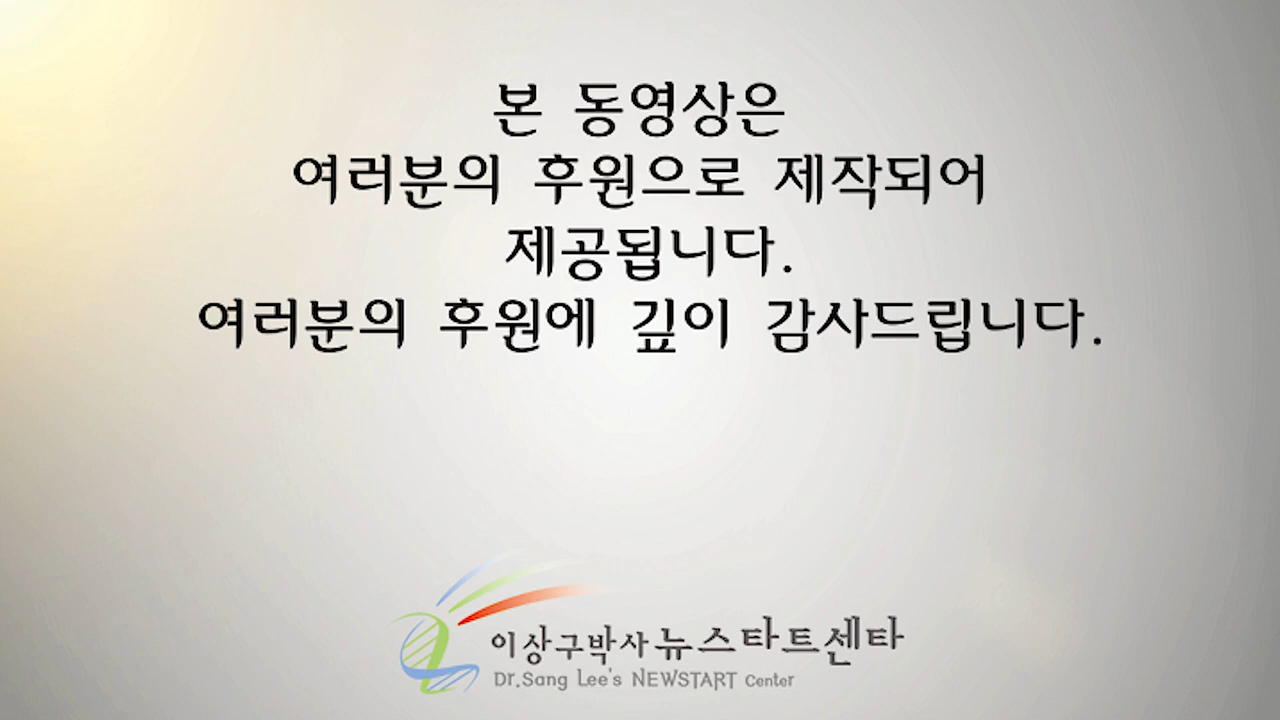 본 동영상은
여러분의 후원으로 제작되어
제공됩니다.
여러분의 후원에 깊이 감사드립니다.
이상구박사 뉴스타트센타
Dr.Sang Lee's NEWSTART Center